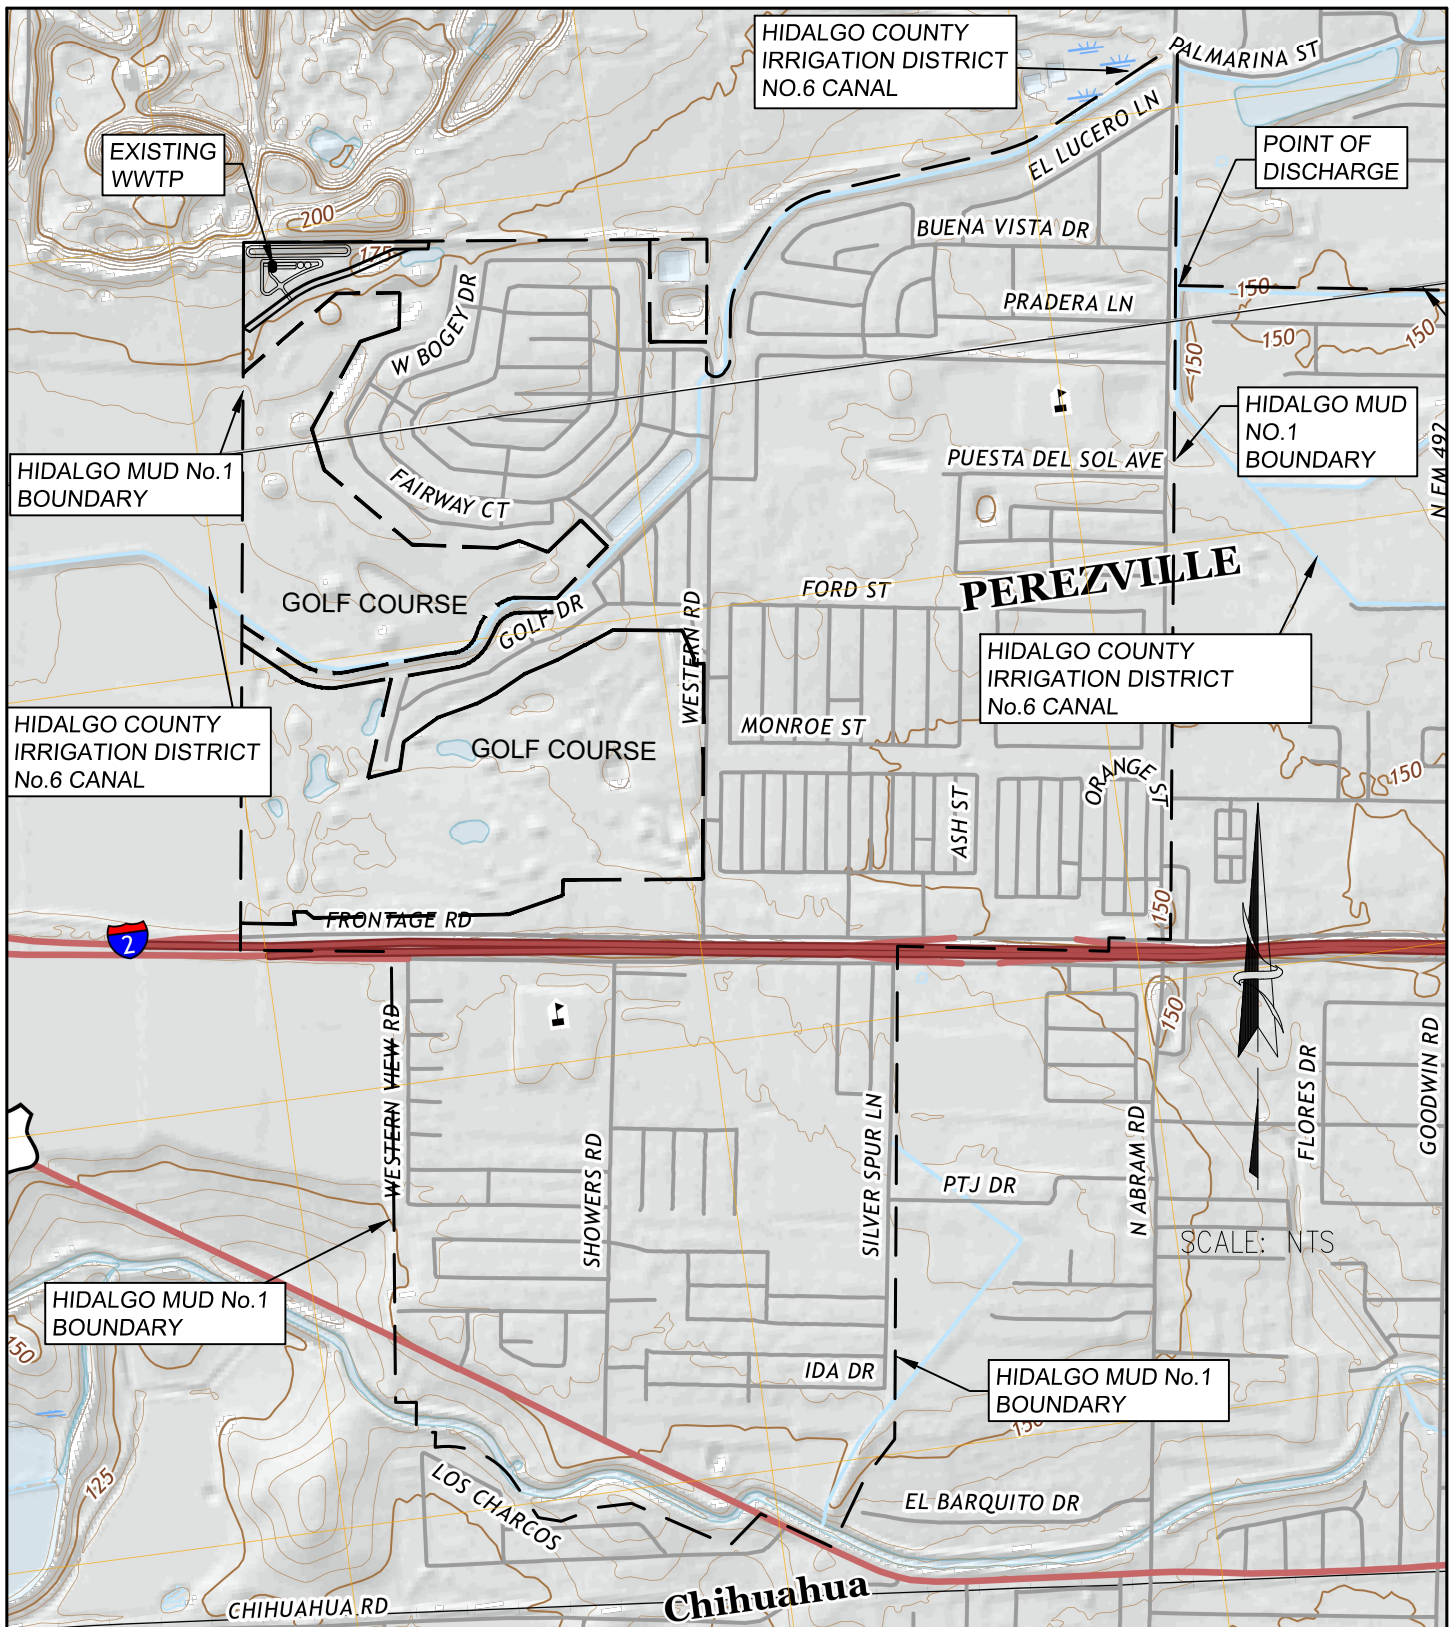 HIDALGO COUNTY
IRRIGATION DISTRICT
NO.6 CANAL
PALMARINA ST
EL LUCERO LN
EXISTING
WWTP
POINT OF
DISCHARGE
200
175
BUENA VISTA DR
PRADERA LN
150
150
150
150
W BOGEY DR
HIDALGO MUD
NO.1
BOUNDARY
HIDALGO MUD No.1
BOUNDARY
PUESTA DEL SOL AVE
N FM 492
FAIRWAY CT
PEREZVILLE
GOLF COURSE
GOLF DR
FORD ST
WESTERN RD
HIDALGO COUNTY
IRRIGATION DISTRICT
No.6 CANAL
HIDALGO COUNTY
IRRIGATION DISTRICT
No.6 CANAL
GOLF COURSE
MONROE ST
ORANGE ST
150
ASH ST
150
FRONTAGE RD
2
150
WESTERN VIEW RD
SHOWERS RD
SILVER SPUR LN
PTJ DR
N ABRAM RD
FLORES DR
GOODWIN RD
SCALE: NTS
HIDALGO MUD No.1
BOUNDARY
150
IDA DR
HIDALGO MUD No.1
BOUNDARY
150
125
LOS CHARCOS
EL BARQUITO DR
Chihuahua
CHIHUAHUA RD